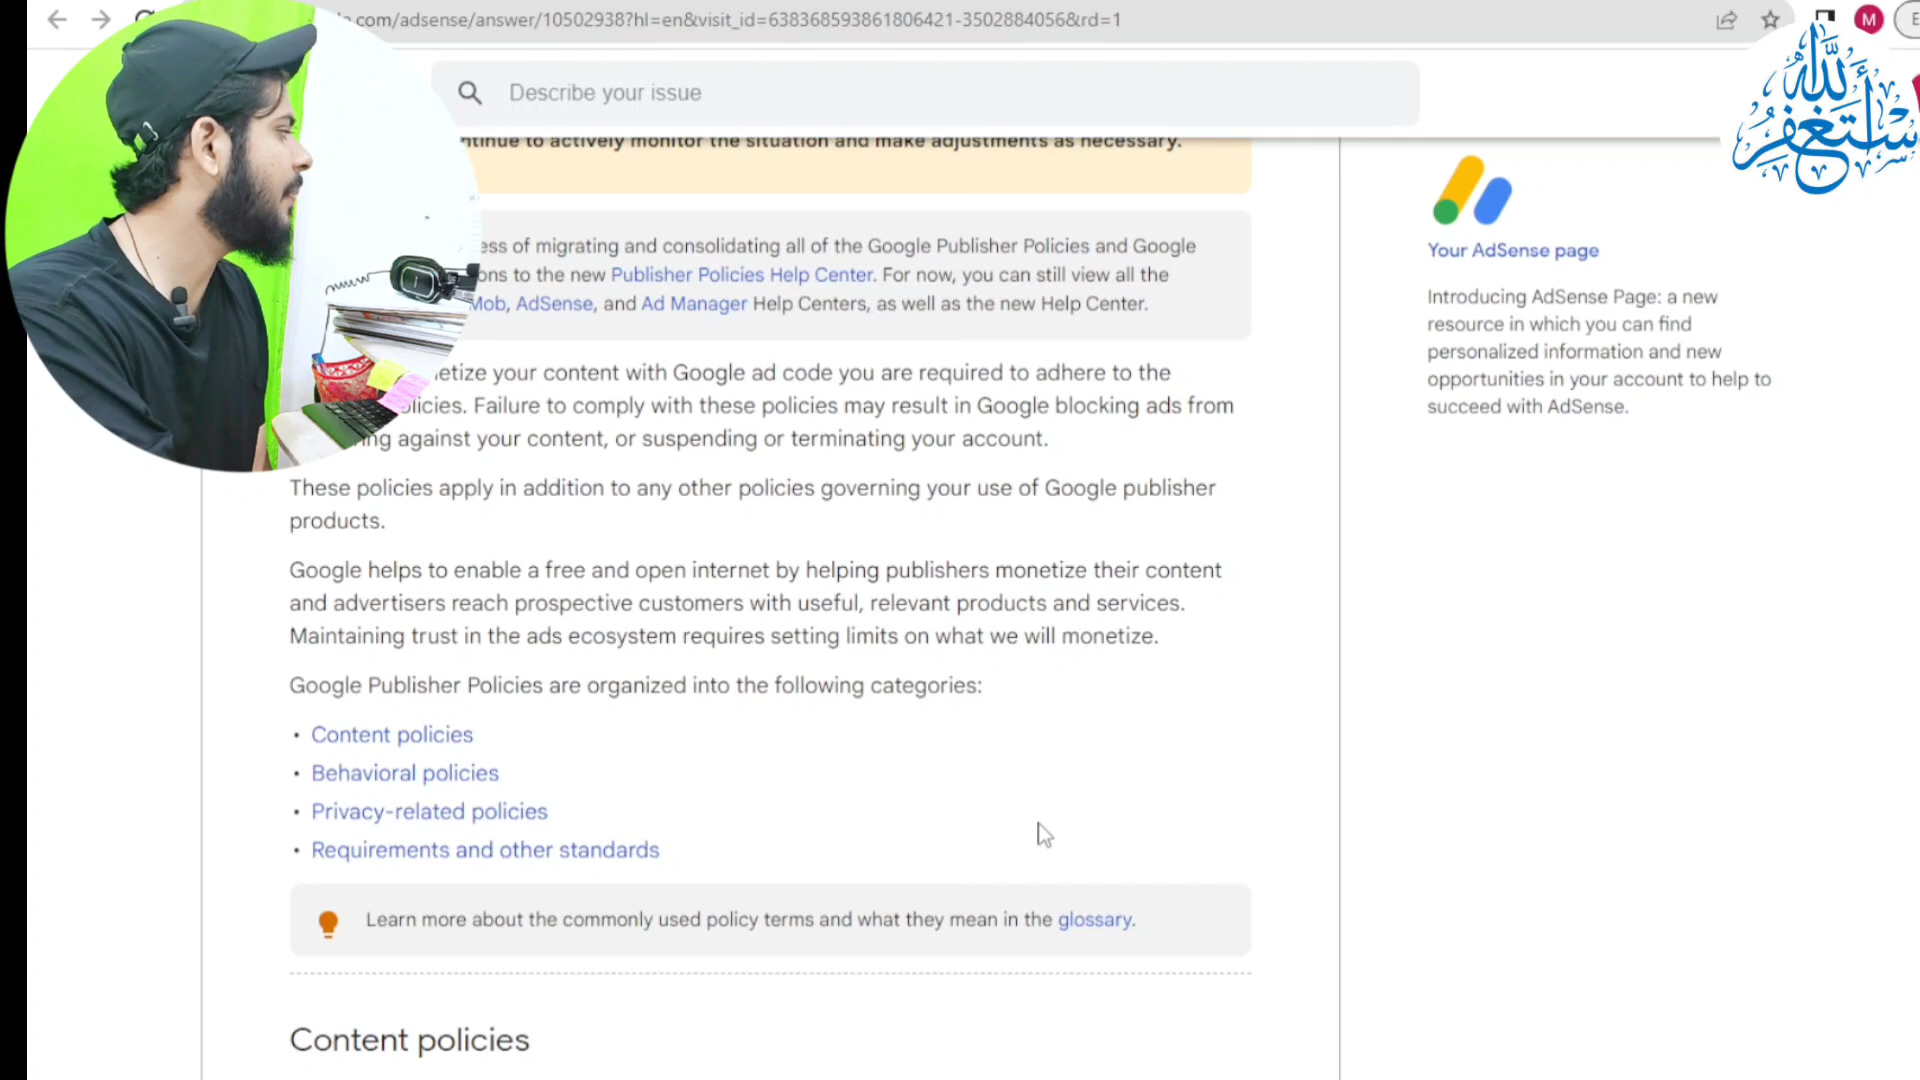 com/adsense/answer/10502938?hl=en&visit_id=638368593861806421-3502884056&rd=1
M
E
Describe your issue
أستغفر الله
ntinue to actively monitor the situation and make adjustments as necessary.
ess of migrating and consolidating all of the Google Publisher Policies and Google
ons to the new Publisher Policies Help Center. For now, you can still view all the
Mob, AdSense, and Ad Manager Help Centers, as well as the new Help Center.
etize your content with Google ad code you are required to adhere to the
licies. Failure to comply with these policies may result in Google blocking ads from
ng against your content, or suspending or terminating your account.
These policies apply in addition to any other policies governing your use of Google publisher
products.
Google helps to enable a free and open internet by helping publishers monetize their content
and advertisers reach prospective customers with useful, relevant products and services.
Maintaining trust in the ads ecosystem requires setting limits on what we will monetize.
Google Publisher Policies are organized into the following categories:
• Content policies
• Behavioral policies
• Privacy-related policies
• Requirements and other standards
Learn more about the commonly used policy terms and what they mean in the glossary.
Content policies
Your AdSense page
Introducing AdSense Page: a new
resource in which you can find
personalized information and new
opportunities in your account to help to
succeed with AdSense.